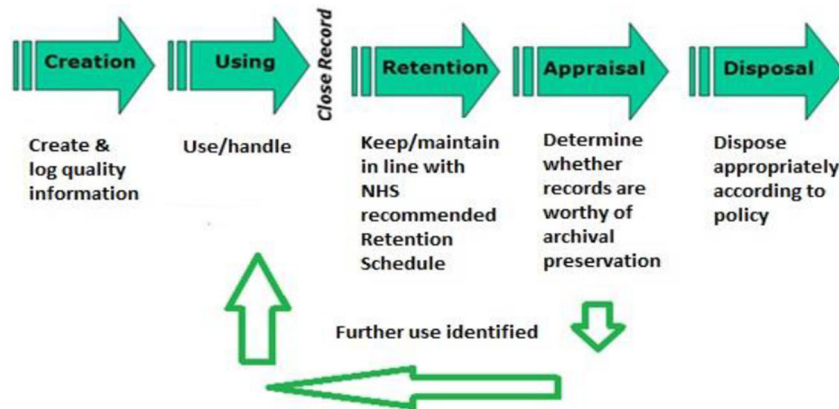 Creation
Using
Close Record
Retention
Appraisal
Disposal
Create &
log quality
information
Use/handle
Keep/maintain
in line with
NHS
recommended
Retention
Schedule
Determine
whether
records are
worthy of
archival
preservation
Dispose
appropriately
according to
policy
Further use identified